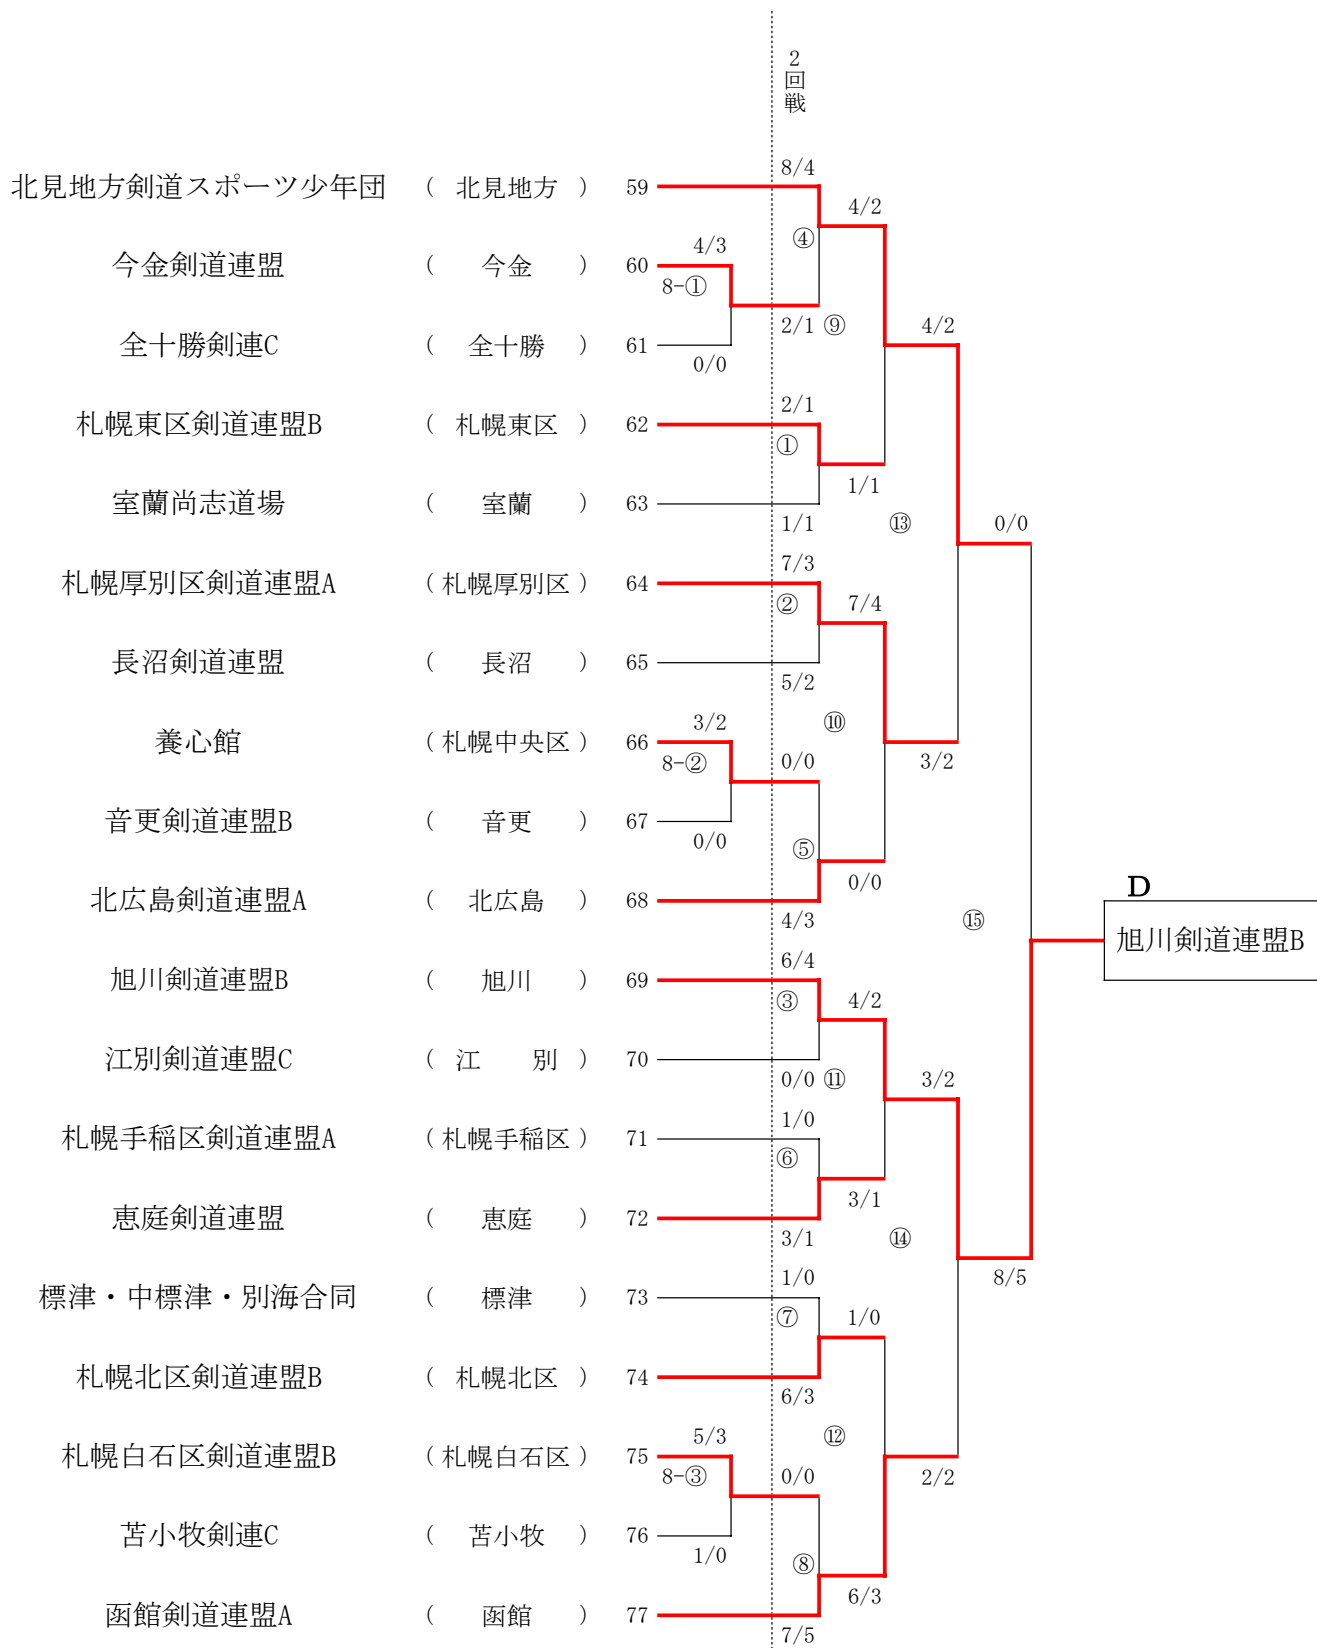 2回戦
8/4
北見地方剣道スポーツ少年団 ( 北見地方 ) 59
4/2
④
4/3
今金剣道連盟 ( 今金 ) 60
8-①
2/1 ⑨ 4/2
全十勝剣連C ( 全十勝 ) 61
0/0
2/1
札幌東区剣道連盟B ( 札幌東区 ) 62
①
1/1
室蘭尚志道場 ( 室蘭 ) 63
1/1 ⑬ 0/0
7/3
札幌厚別区剣道連盟A ( 札幌厚別区 ) 64
② 7/4
長沼剣道連盟 ( 長沼 ) 65
5/2
3/2 ⑩
養心館 ( 札幌中央区 ) 66
8-② 0/0 3/2
音更剣道連盟B ( 音更 ) 67
0/0 ⑤
0/0
D
北広島剣道連盟A ( 北広島 ) 68
4/3 ⑮
旭川剣道連盟B
6/4
旭川剣道連盟B ( 旭川 ) 69
③ 4/2
江別剣道連盟C ( 江 別 ) 70
0/0 ⑪ 3/2
1/0
札幌手稲区剣道連盟A ( 札幌手稲区 ) 71
⑥
3/1
恵庭剣道連盟 ( 恵庭 ) 72
3/1 ⑭
1/0 8/5
標津・中標津・別海合同 ( 標津 ) 73
⑦ 1/0
札幌北区剣道連盟B ( 札幌北区 ) 74
6/3
5/3 ⑫
札幌白石区剣道連盟B ( 札幌白石区 ) 75
8-③ 0/0 2/2
苫小牧剣連C ( 苫小牧 ) 76
1/0 ⑧
6/3
函館剣道連盟A ( 函館 ) 77
7/5